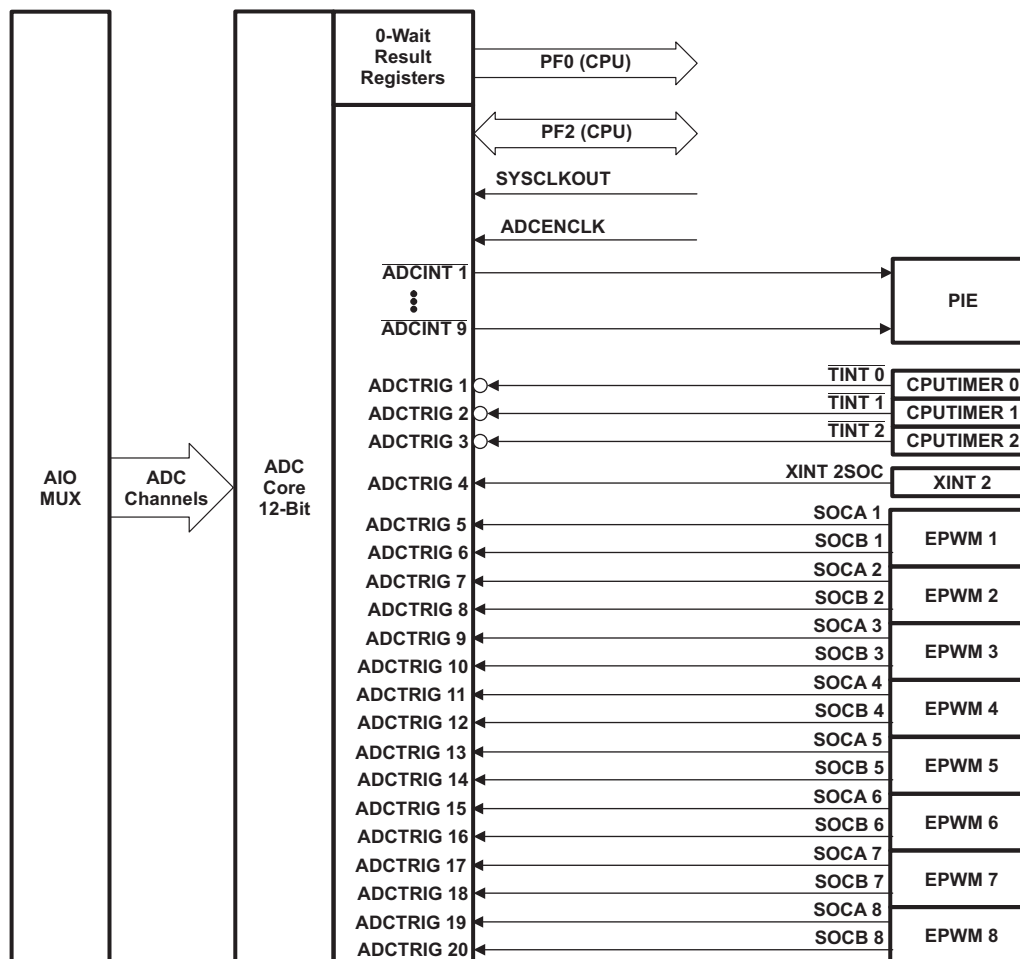 0-Wait
Result
Registers
PF0 (CPU)
PF2 (CPU)
SYSCLKOUT
ADCENCLK
ADCINT 1
PIE
ADCINT 9
ADCTRIG 1
TINT 0
CPUTIMER 0
ADCTRIG 2
TINT 1
CPUTIMER 1
ADCTRIG 3
TINT 2
CPUTIMER 2
AIO
MUX
ADC
Channels
ADC
Core
12-Bit
ADCTRIG 4
XINT 2SOC
XINT 2
ADCTRIG 5
SOCA 1
EPWM 1
ADCTRIG 6
SOCB 1
ADCTRIG 7
SOCA 2
EPWM 2
ADCTRIG 8
SOCB 2
ADCTRIG 9
SOCA 3
EPWM 3
ADCTRIG 10
SOCB 3
ADCTRIG 11
SOCA 4
EPWM 4
ADCTRIG 12
SOCB 4
ADCTRIG 13
SOCA 5
EPWM 5
ADCTRIG 14
SOCB 5
ADCTRIG 15
SOCA 6
EPWM 6
ADCTRIG 16
SOCB 6
ADCTRIG 17
SOCA 7
EPWM 7
ADCTRIG 18
SOCB 7
ADCTRIG 19
SOCA 8
EPWM 8
ADCTRIG 20
SOCB 8